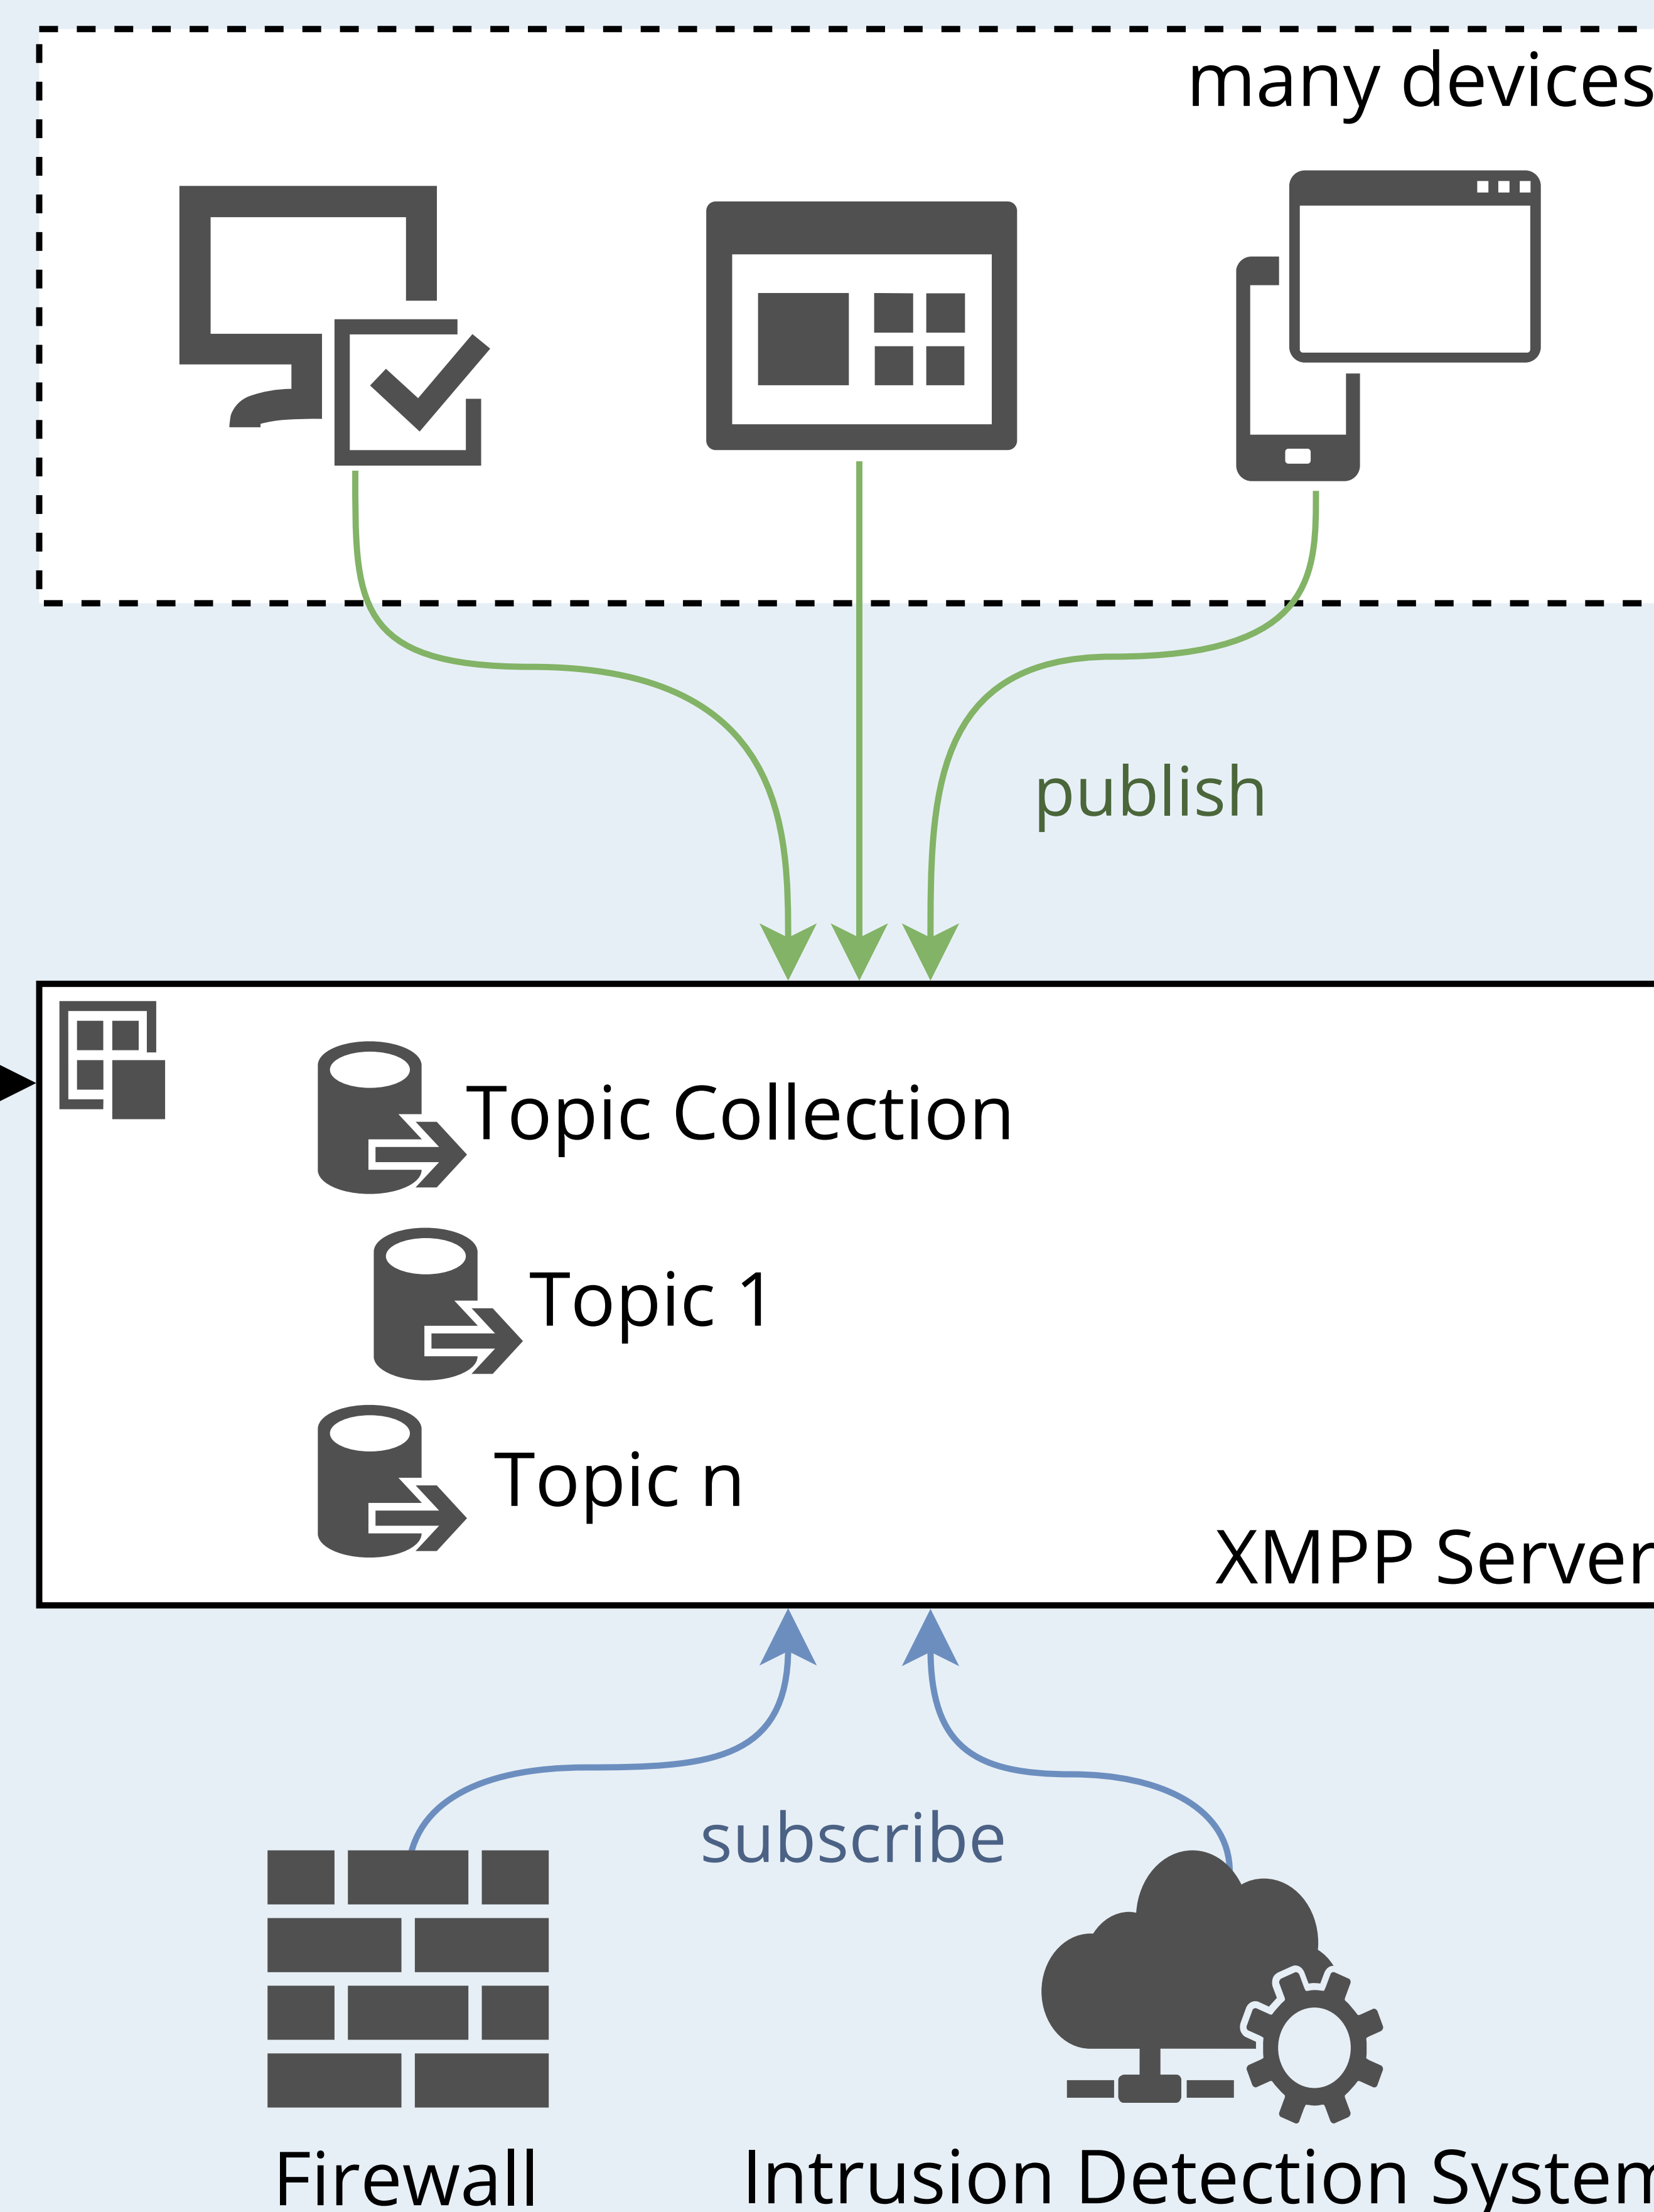 many devices
publish
Topic Collection
Topic 1
Topic n
XMPP Server
subscribe
Firewall
Intrusion Detection System